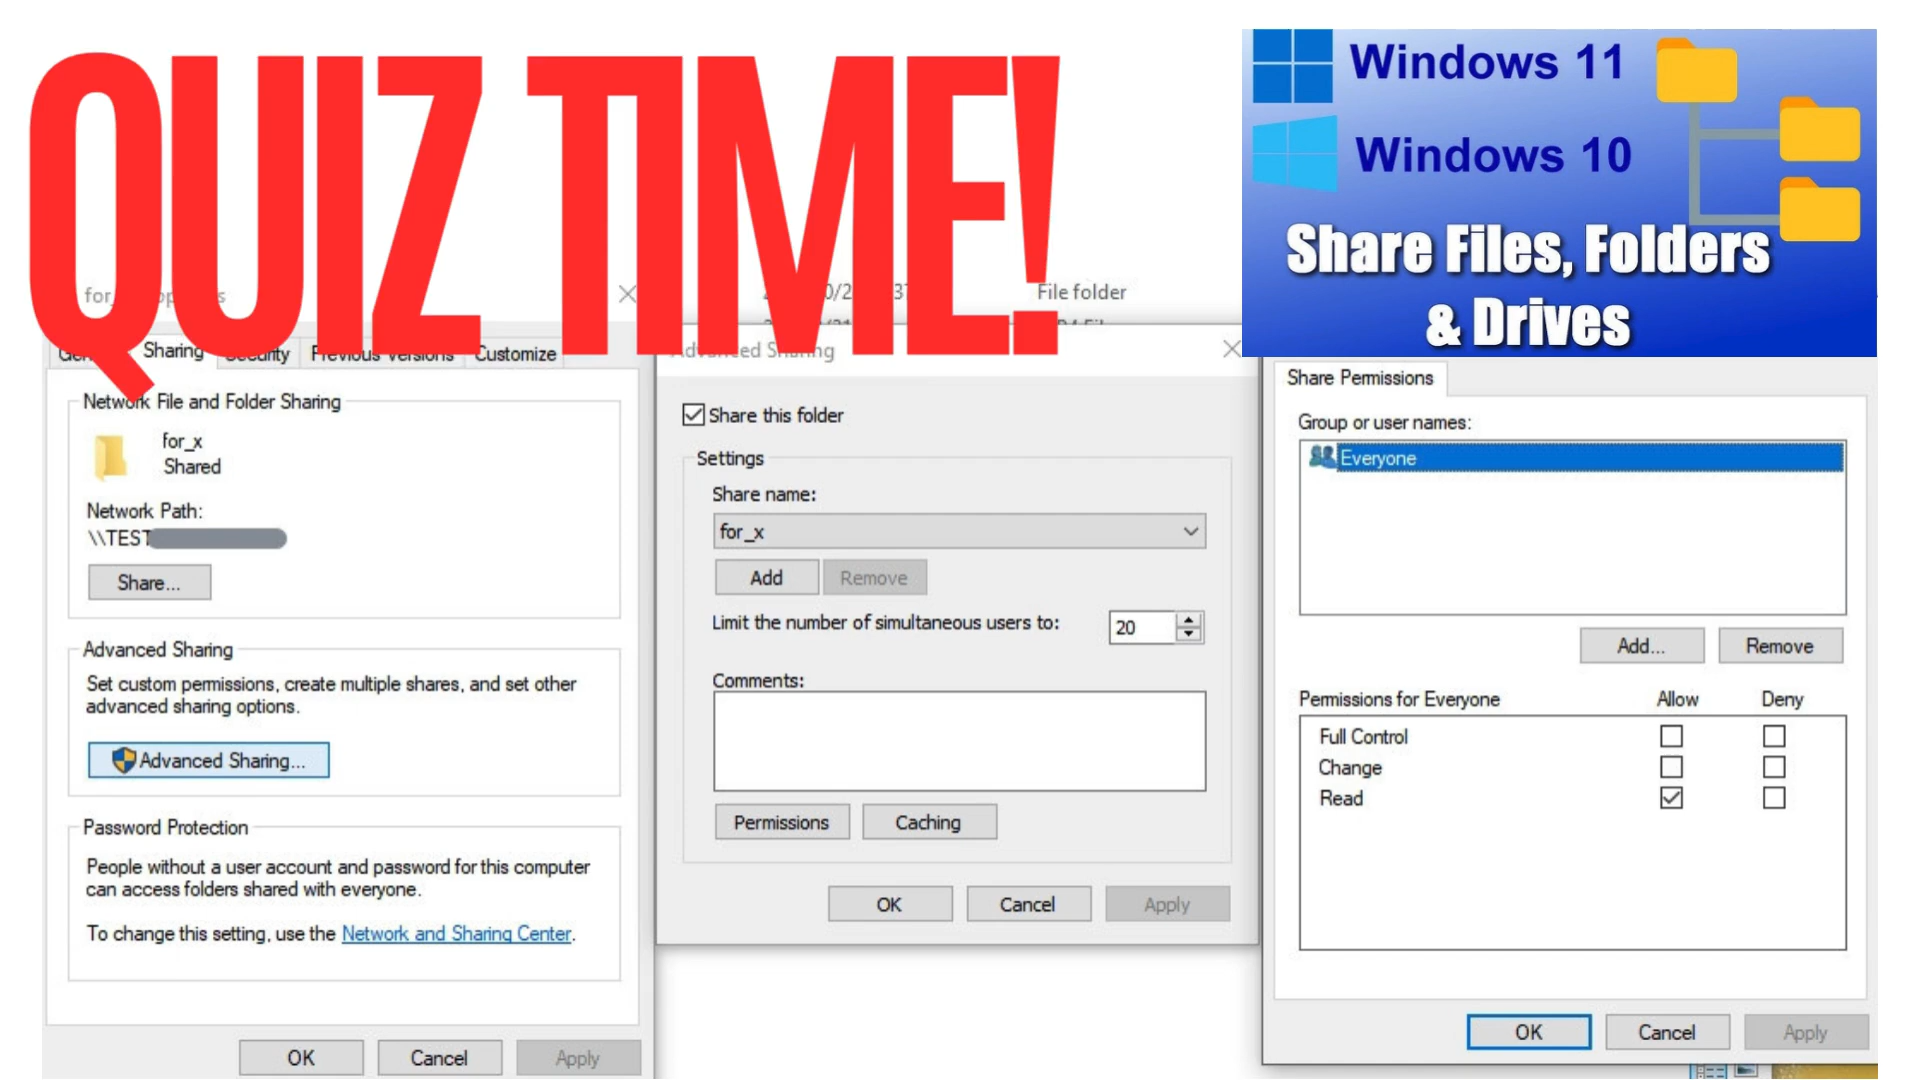 QUIZ TIME!
Windows 11
Windows 10
Share Files, Folders
& Drives
File folder
Sharing
Security
Previous Versions
Customize
Network File and Folder Sharing
for_x
Shared
Network Path:
\\TEST
Share...
Advanced Sharing
Set custom permissions, create multiple shares, and set other
advanced sharing options.
Advanced Sharing...
Password Protection
People without a user account and password for this computer
can access folders shared with everyone.
To change this setting, use the Network and Sharing Center.
OK
Cancel
Apply
Advanced Sharing
Share this folder
Settings
Share name:
for_x
Add
Remove
Limit the number of simultaneous users to:
20
Comments:
Permissions
Caching
OK
Cancel
Apply
Share Permissions
Group or user names:
Everyone
Add...
Remove
Permissions for Everyone
Allow
Deny
Full Control
Change
Read
OK
Cancel
Apply